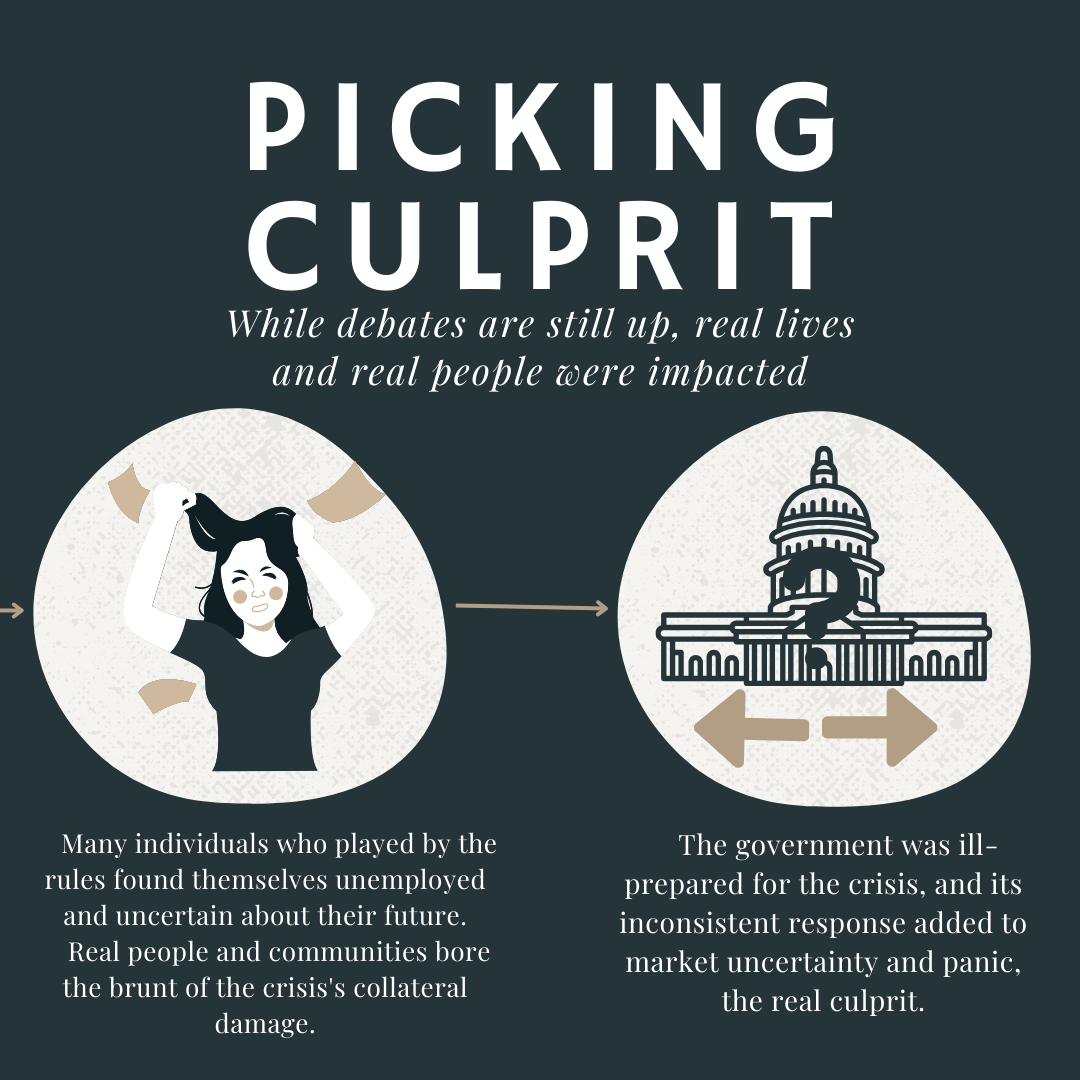 PICKING
CULPRIT
While debates are still up, real lives
and real people were impacted
?
Many individuals who played by the
rules found themselves unemployed
and uncertain about their future.
Real people and communities bore
the brunt of the crisis's collateral
damage.
The government was ill-
prepared for the crisis, and its
inconsistent response added to
market uncertainty and panic,
the real culprit.